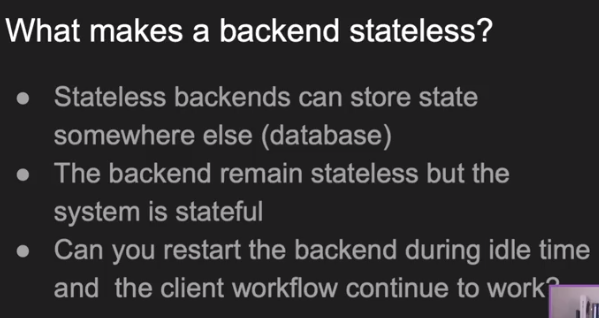 What makes a backend stateless?
● Stateless backends can store state
somewhere else (database)
● The backend remain stateless but the
system is stateful
● Can you restart the backend during idle time
and the client workflow continue to work?